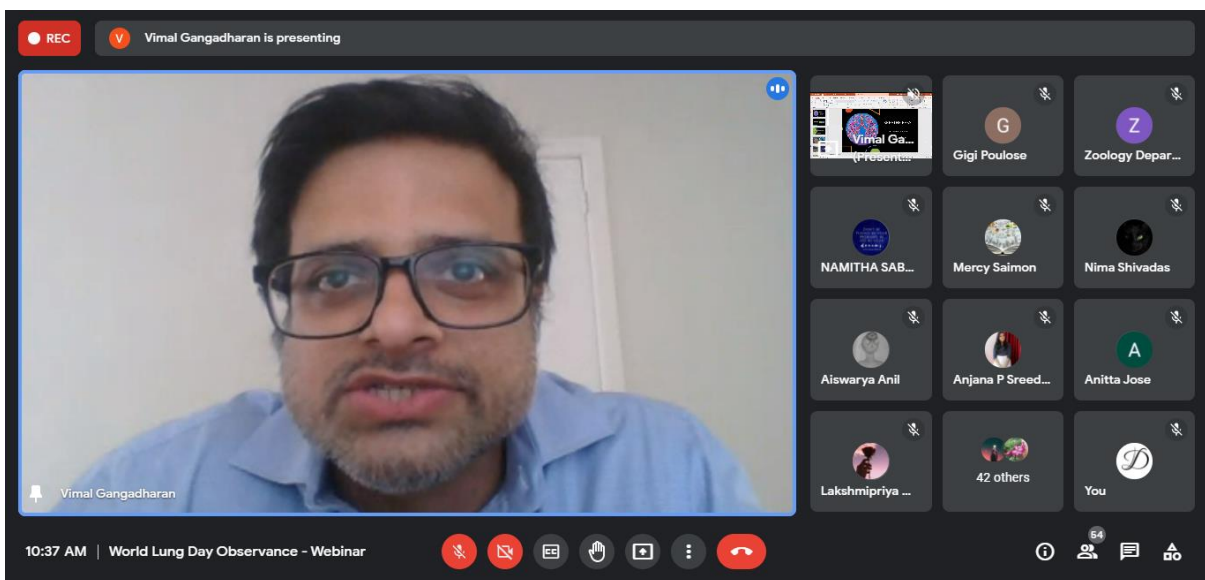 REC
V
Vimal Gangadharan is presenting
Vimal Gangadharan
Vimal Ga...
(Present...
G
Gigi Poulose
Z
Zoology Depar...
NAMITHA SAB...
Mercy Saimon
Nima Shivadas
Aiswarya Anil
Anjana P Sreed...
A
Anitta Jose
Lakshmipriya ...
42 others
D
You
10:37 AM | World Lung Day Observance - Webinar
CC
54